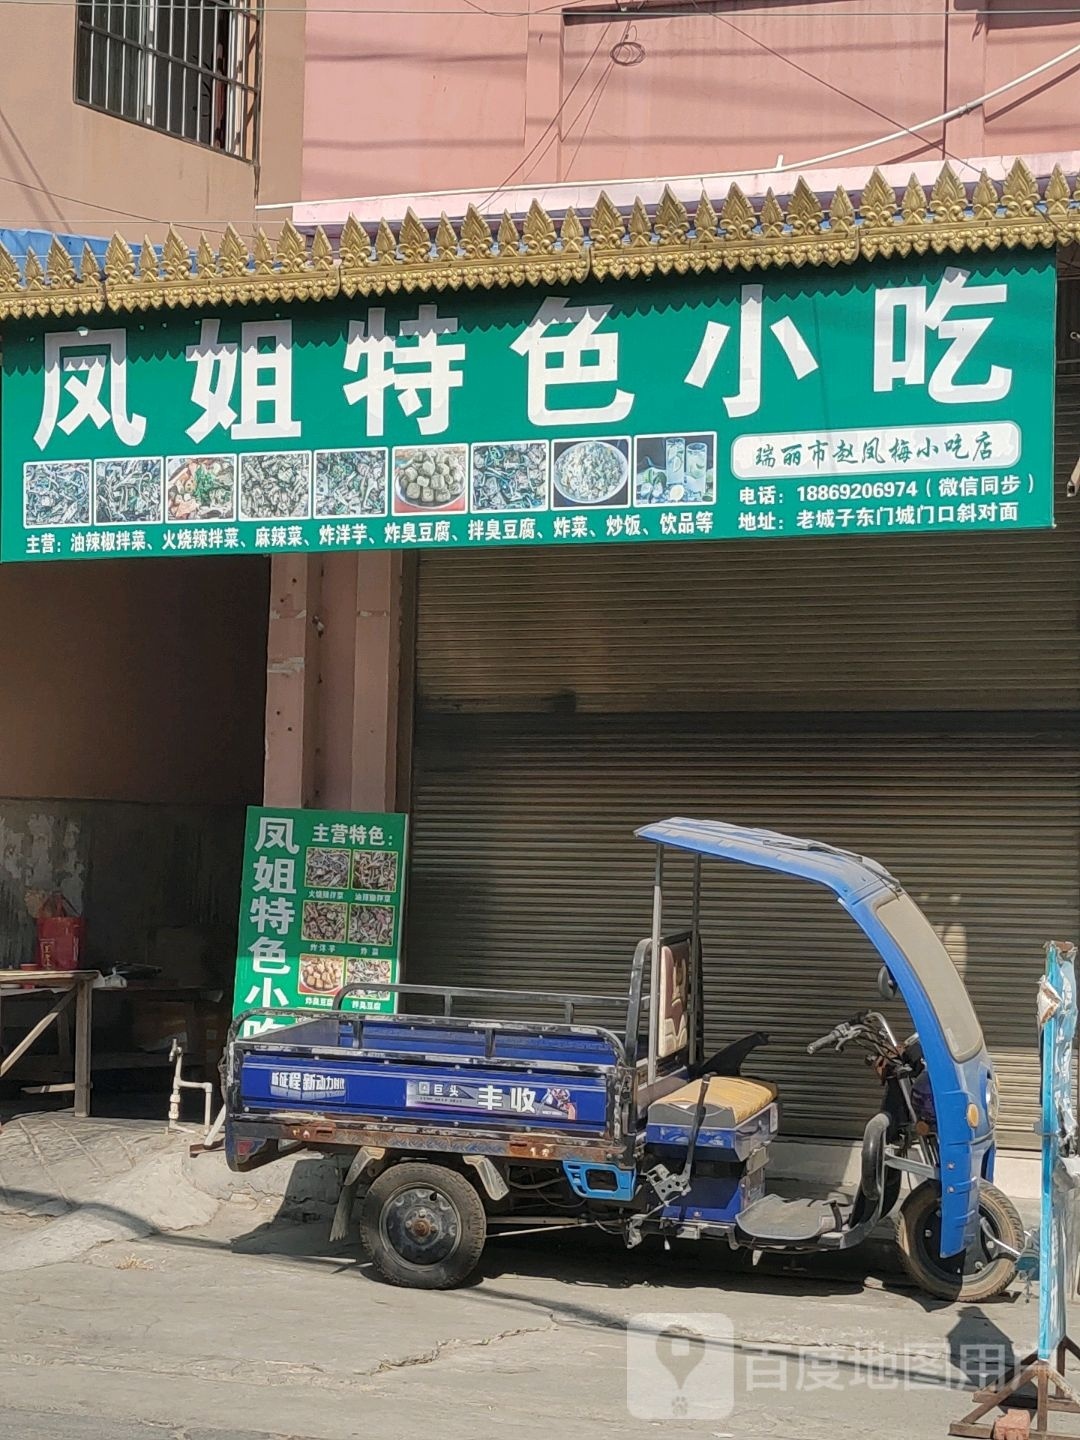 凤姐特色小吃
瑞丽市赵凤梅小吃店
电话：18869206974（微信同步）
地址：老城子东门城门口斜对面
主营：油辣椒拌菜、火烧辣拌菜、麻辣菜、炸洋芋、炸臭豆腐、拌臭豆腐、炸菜、炒饭、饮品等
凤姐特色小吃
主营特色：
火烧辣拌菜 油辣椒拌菜
炸洋芋 炸菜
炸臭豆腐 拌臭豆腐
新征程 新动力
巨头 丰收
百度地图用户